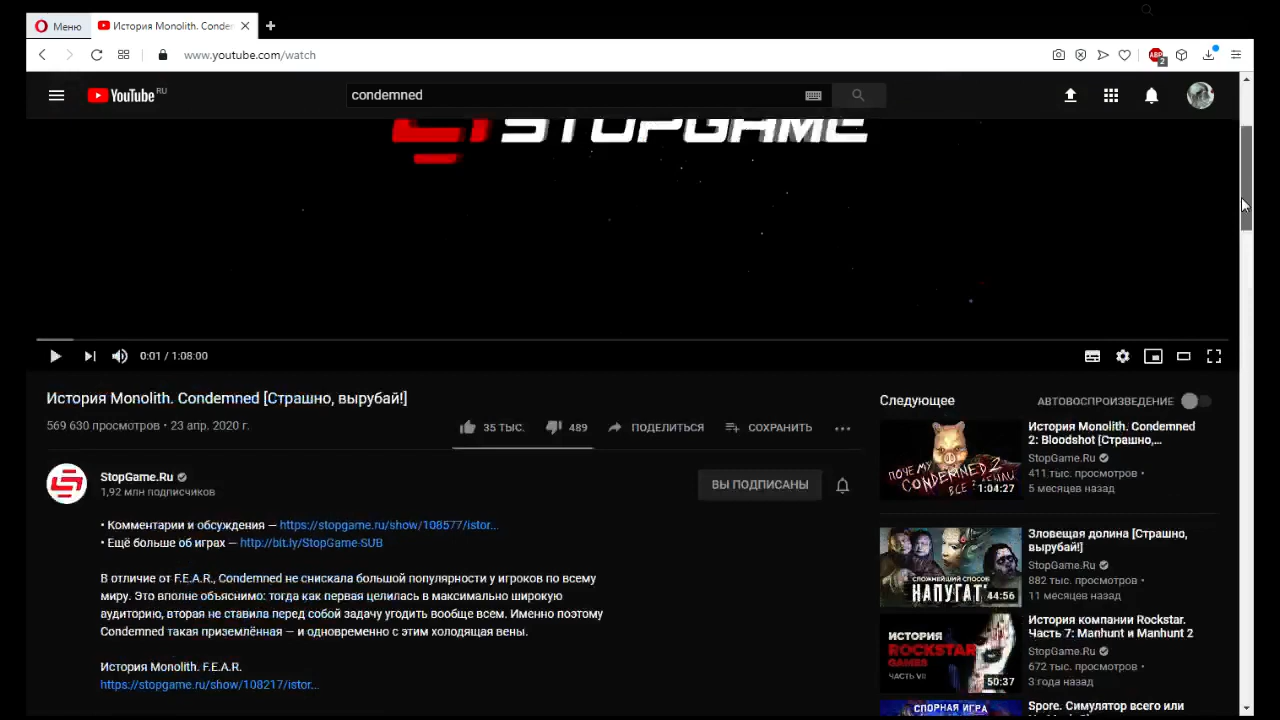 Меню
История Monolith. Conde
www.youtube.com/watch
ABP
2
YouTube RU
condemned
STOPGAME
0:01 / 1:08:00
История Monolith. Condemned [Страшно, вырубай!]
569 630 просмотров • 23 апр. 2020 г.
35 ТЫС.
489
ПОДЕЛИТЬСЯ
СОХРАНИТЬ
StopGame.Ru
1,92 млн подписчиков
ВЫ ПОДПИСАНЫ
• Комментарии и обсуждения — https://stopgame.ru/show/108577/istor...
• Ещё больше об играх — http://bit.ly/StopGame-SUB
В отличие от F.E.A.R., Condemned не снискала большой популярности у игроков по всему
миру. Это вполне объяснимо: тогда как первая целилась в максимально широкую
аудиторию, вторая не ставила перед собой задачу угодить вообще всем. Именно поэтому
Condemned такая приземлённая — и одновременно с этим холодящая вены.
История Monolith. F.E.A.R.
https://stopgame.ru/show/108217/istor...
Следующее
АВТОВОСПРОИЗВЕДЕНИЕ
ПОЧЕМУ
CONDEMNED 2
ВСЕ
1:04:27
История Monolith. Condemned
2: Bloodshot [Страшно,...
StopGame.Ru
411 тыс. просмотров •
5 месяцев назад
СЛОЖНЕЙШИЙ СПОСОБ
НАПУГАТЬ
44:56
Зловещая долина [Страшно,
вырубай!]
StopGame.Ru
882 тыс. просмотров •
11 месяцев назад
ИСТОРИЯ
ROCKSTAR
GAMES
ЧАСТЬ VII
50:37
История компании Rockstar.
Часть 7: Manhunt и Manhunt 2
StopGame.Ru
672 тыс. просмотров •
3 года назад
СПОРНАЯ ИГРА
Spore. Симулятор всего или